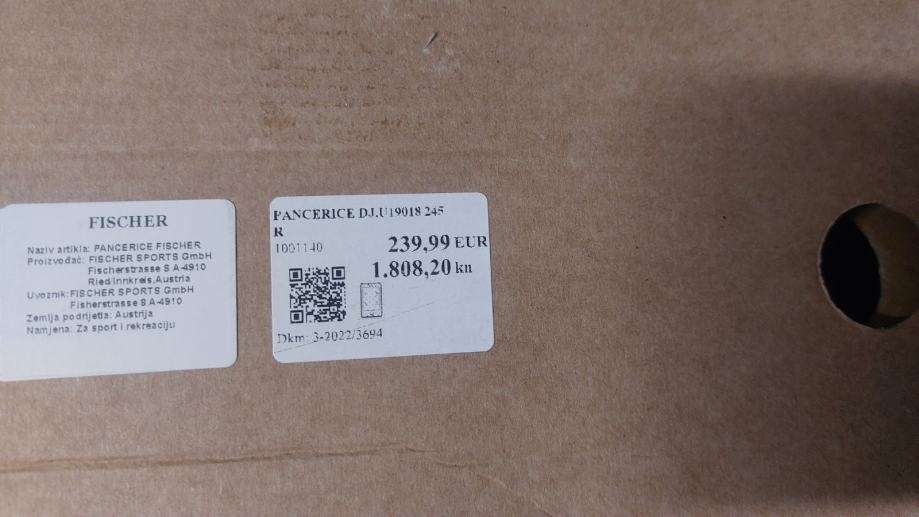 FISCHER
Naziv artikla: PANCERICE FISCHER
Proizvođač: FISCHER SPORTS GmbH
Fischerstrasse 8 A-4910
Ried/innkreis,Austria
Uvoznik:FISCHER SPORTS GmbH
Fisherstrasse 8 A-4910
Zemlja podrijetla: Austrija
Namjena: Za sport i rekreaciju
PANCERICE DJ.U19018 245
R
1001140
239,99 EUR
1.808,20 kn
Dkm: 3-2022/3694